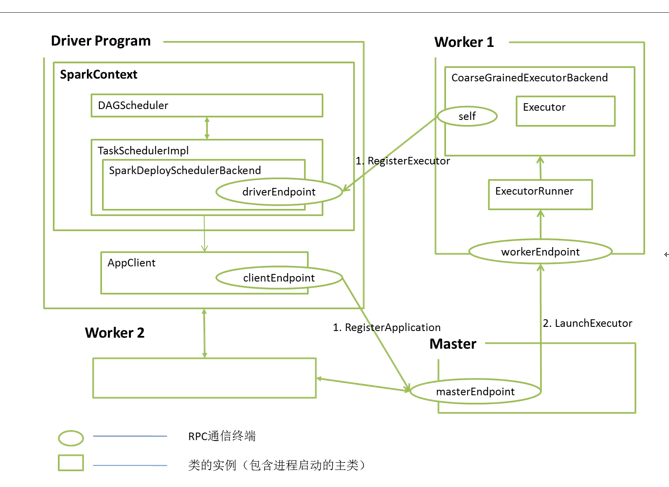 Driver Program
Worker 1
SparkContext
CoarseGrainedExecutorBackend
DAGScheduler
Executor
self
TaskSchedulerImpl
1. RegisterExecutor
SparkDeploySchedulerBackend
driverEndpoint
ExecutorRunner
workerEndpoint
AppClient
clientEndpoint
Worker 2
1. RegisterApplication
2. LaunchExecutor
Master
masterEndpoint
RPC通信终端
类的实例（包含进程启动的主类）